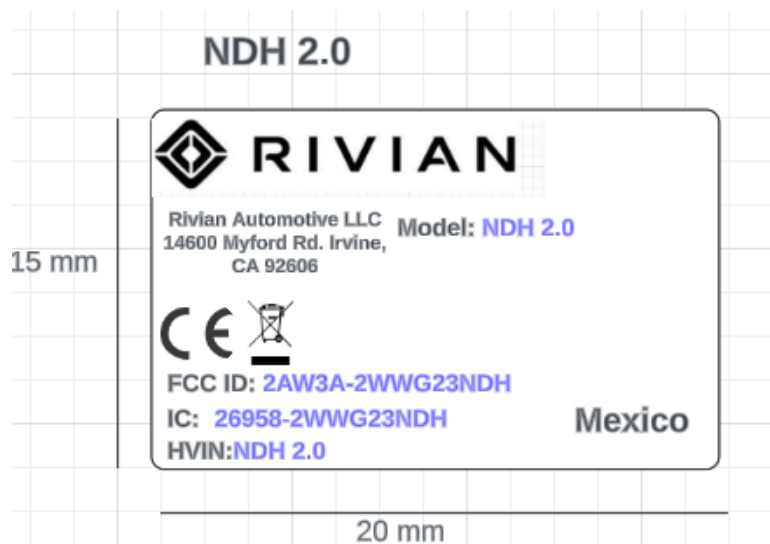 NDH 2.0
RIVIAN
Rivian Automotive LLC
14600 Myford Rd. Irvine,
CA 92606
Model: NDH 2.0
15 mm
CE
FCC ID: 2AW3A-2WWG23NDH
IC: 26958-2WWG23NDH
Mexico
HVIN:NDH 2.0
20 mm